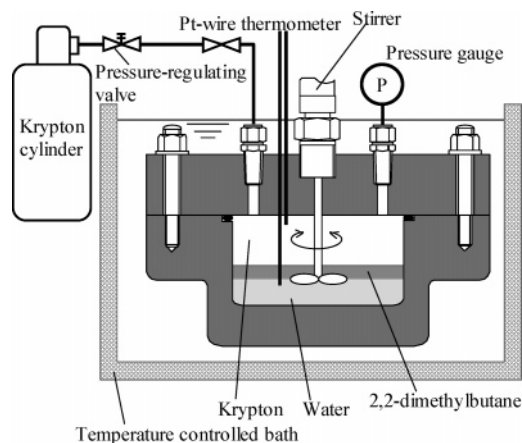 Pt-wire thermometer
Stirrer
Pressure gauge
Pressure-regulating
valve
P
Krypton
cylinder
Krypton
Water
2,2-dimethylbutane
Temperature controlled bath